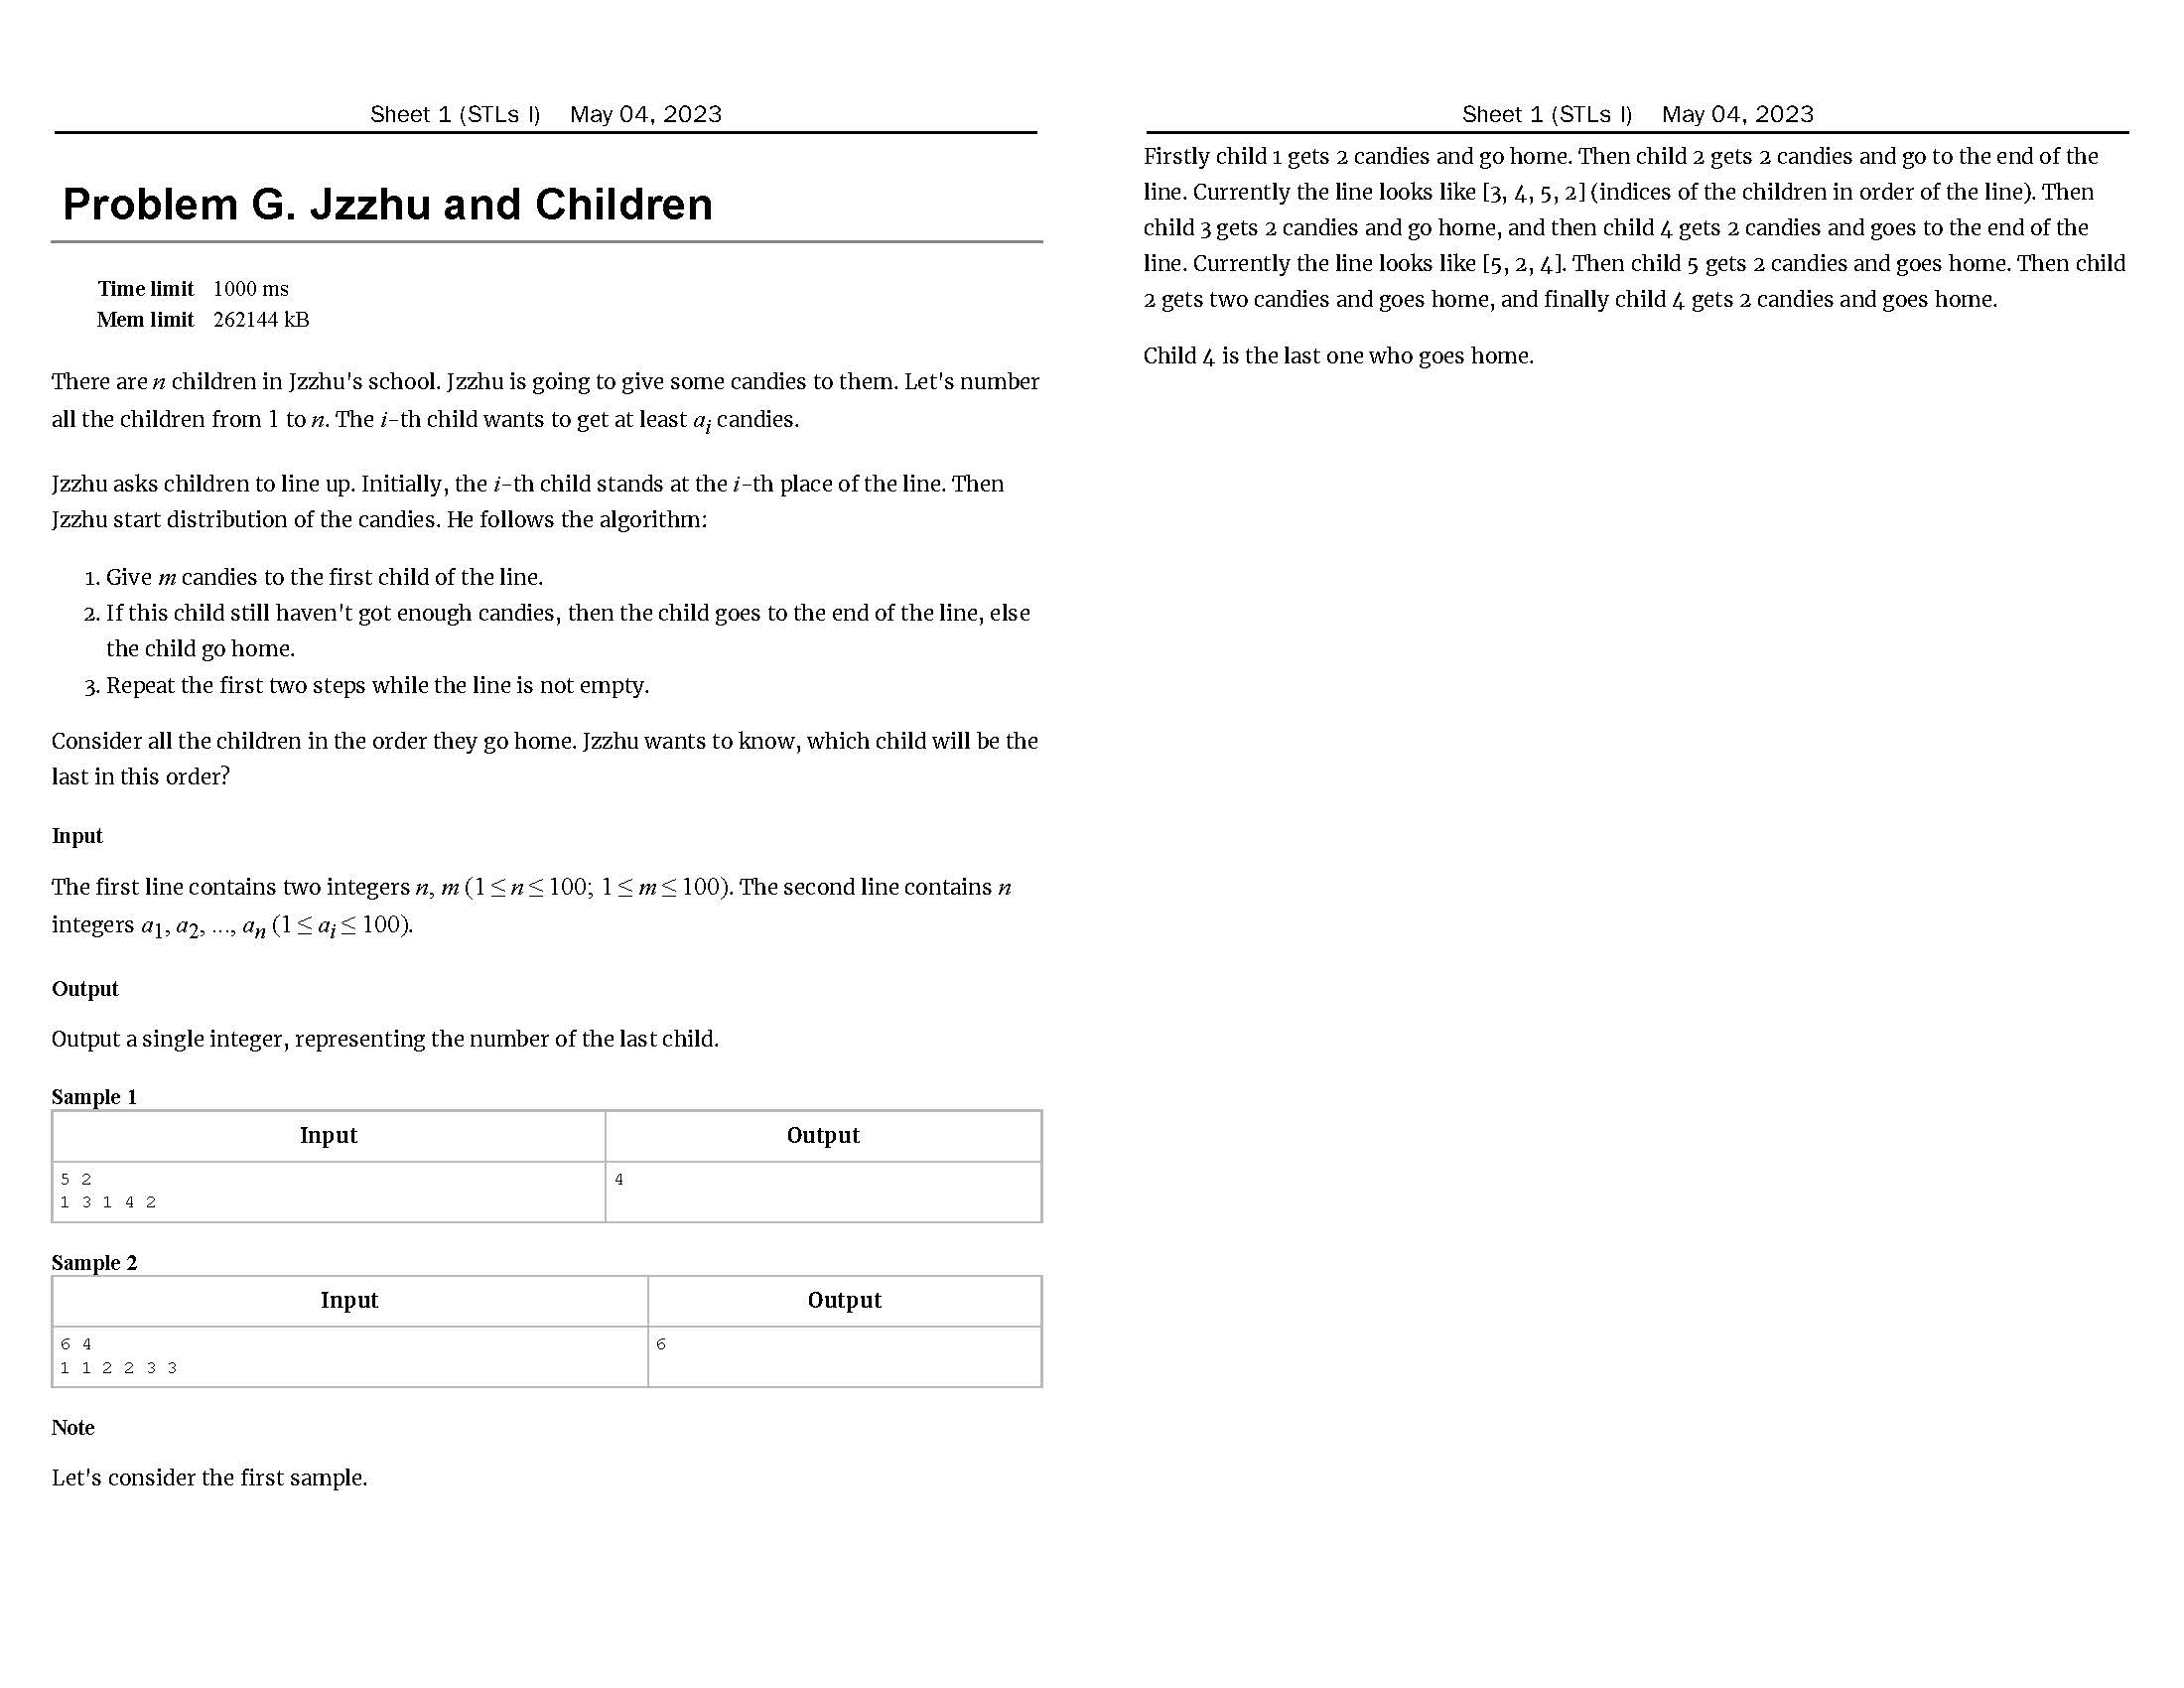 Sheet 1 (STLs I) May 04, 2023
Problem G. Jzzhu and Children
Time limit 1000 ms
Mem limit 262144 kB
There are n children in Jzzhu's school. Jzzhu is going to give some candies to them. Let's number
all the children from 1 to n. The i-th child wants to get at least ai candies.
Jzzhu asks children to line up. Initially, the i-th child stands at the i-th place of the line. Then
Jzzhu start distribution of the candies. He follows the algorithm:
1. Give m candies to the first child of the line.
2. If this child still haven't got enough candies, then the child goes to the end of the line, else
the child go home.
3. Repeat the first two steps while the line is not empty.
Consider all the children in the order they go home. Jzzhu wants to know, which child will be the
last in this order?
Input
The first line contains two integers n, m (1 ≤ n ≤ 100; 1 ≤ m ≤ 100). The second line contains n
integers a1, a2, ..., an (1 ≤ ai ≤ 100).
Output
Output a single integer, representing the number of the last child.
Sample 1
Input Output
5 2 4
1 3 1 4 2
Sample 2
Input Output
6 4 6
1 1 2 2 3 3
Note
Let's consider the first sample.
Sheet 1 (STLs I) May 04, 2023
Firstly child 1 gets 2 candies and go home. Then child 2 gets 2 candies and go to the end of the
line. Currently the line looks like [3, 4, 5, 2] (indices of the children in order of the line). Then
child 3 gets 2 candies and go home, and then child 4 gets 2 candies and goes to the end of the
line. Currently the line looks like [5, 2, 4]. Then child 5 gets 2 candies and goes home. Then child
2 gets two candies and goes home, and finally child 4 gets 2 candies and goes home.
Child 4 is the last one who goes home.